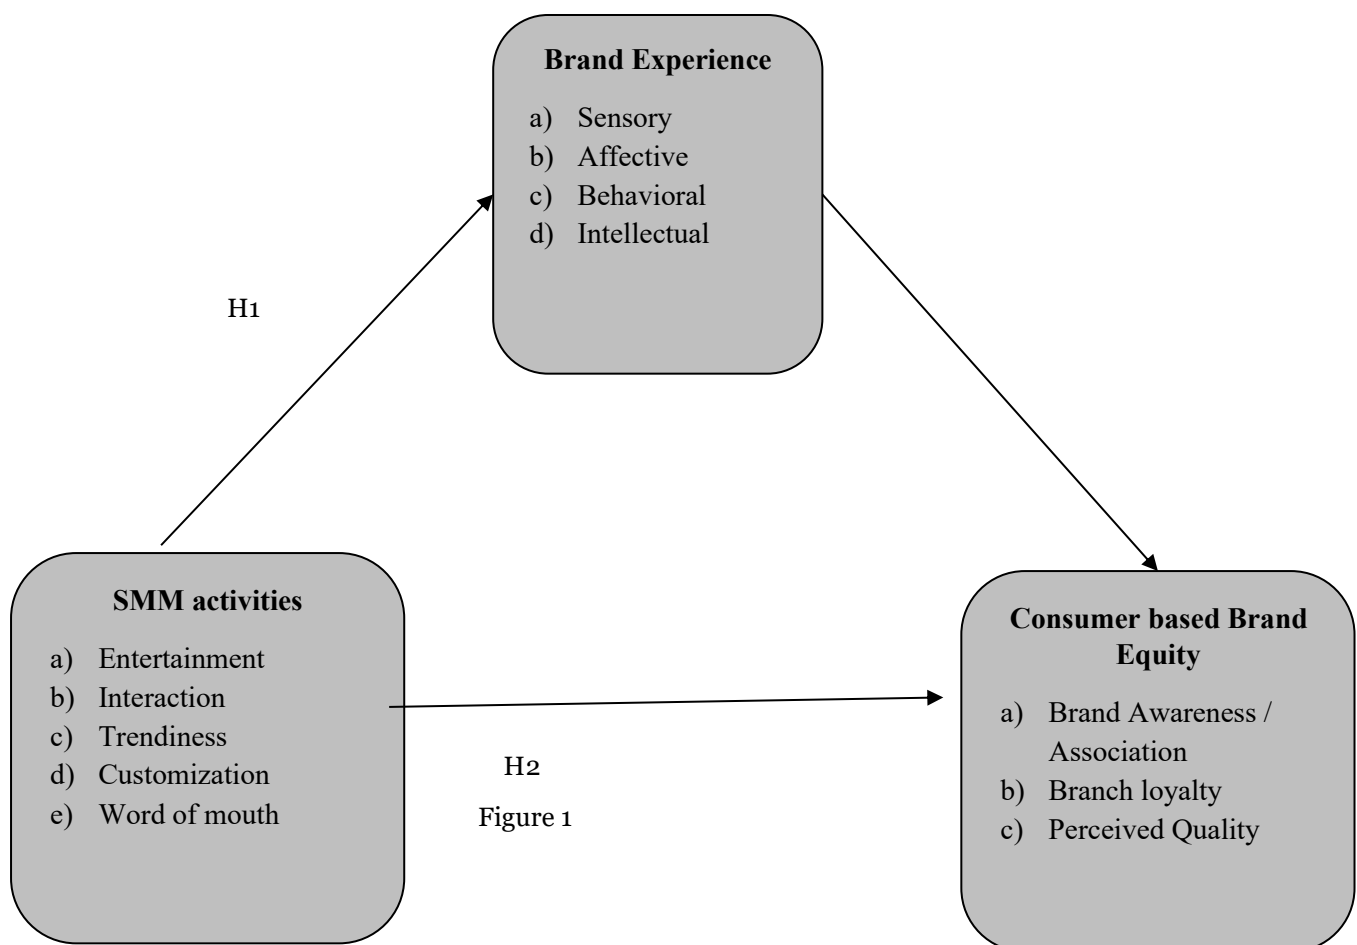 Brand Experience
a) Sensory
b) Affective
c) Behavioral
d) Intellectual
H1
SMM activities
a) Entertainment
b) Interaction
c) Trendiness
d) Customization
e) Word of mouth
H2
Figure 1
Consumer based Brand
Equity
a) Brand Awareness /
Association
b) Branch loyalty
c) Perceived Quality